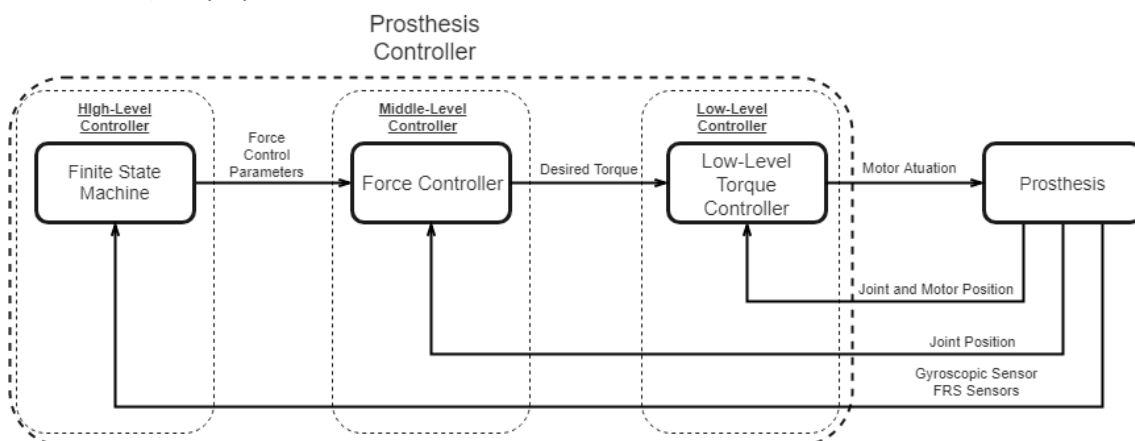 Prosthesis
Controller
HIgh-Level
Controller
Middle-Level
Controller
Low-Level
Controller
Finite State
Machine
Force
Control
Parameters
Force Controller
Desired Torque
Low-Level
Torque
Controller
Motor Atuation
Prosthesis
Joint and Motor Position
Joint Position
Gyroscopic Sensor
FRS Sensors